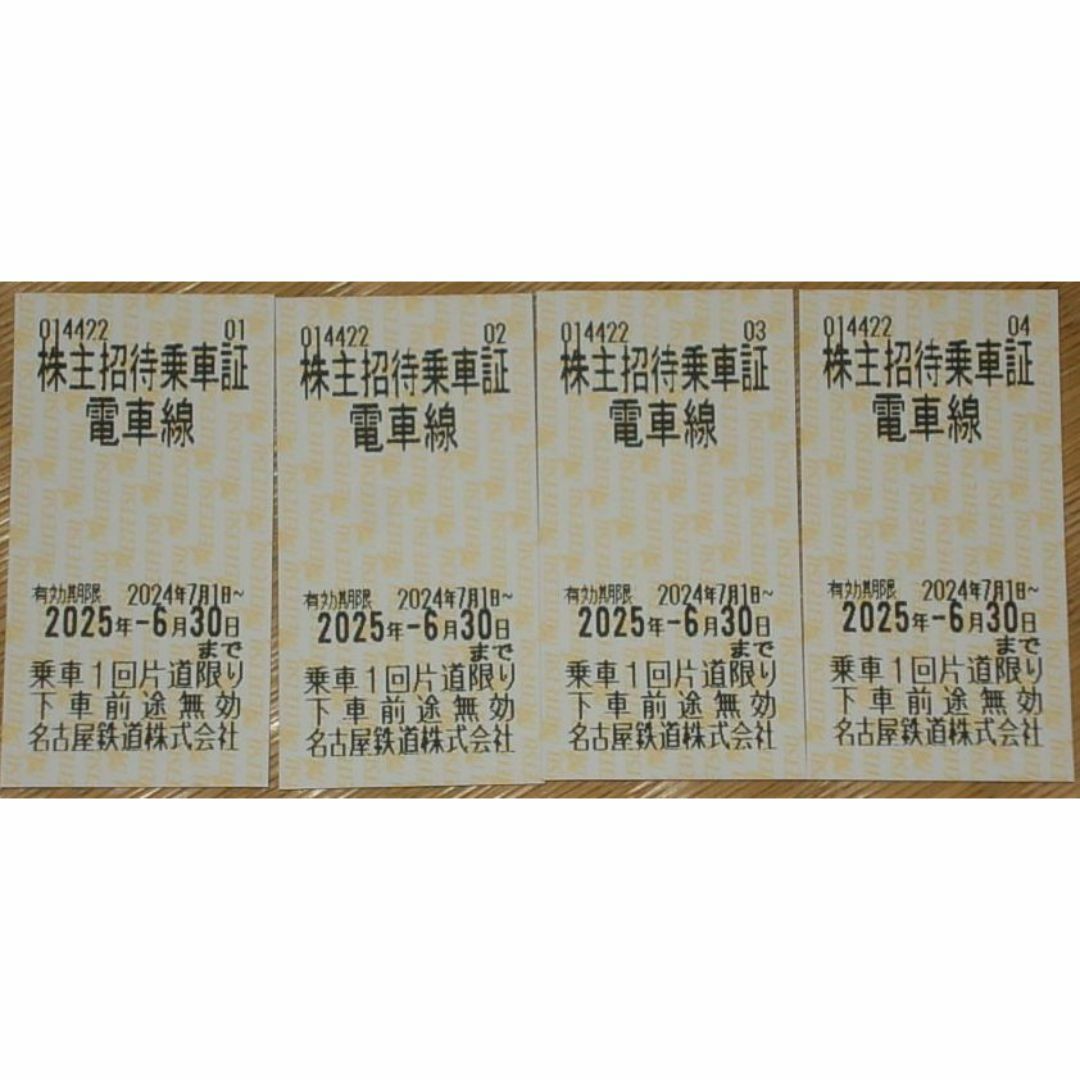 014422 01
株主招待乗車証
電車線
有効期限 2024年7月1日~
2025年-6月30日
まで
乗車1回片道限り
下車前途無効
名古屋鉄道株式会社
014422 02
株主招待乗車証
電車線
有効期限 2024年7月1日~
2025年-6月30日
まで
乗車1回片道限り
下車前途無効
名古屋鉄道株式会社
014422 03
株主招待乗車証
電車線
有効期限 2024年7月1日~
2025年-6月30日
まで
乗車1回片道限り
下車前途無効
名古屋鉄道株式会社
014422 04
株主招待乗車証
電車線
有効期限 2024年7月1日~
2025年-6月30日
まで
乗車1回片道限り
下車前途無効
名古屋鉄道株式会社